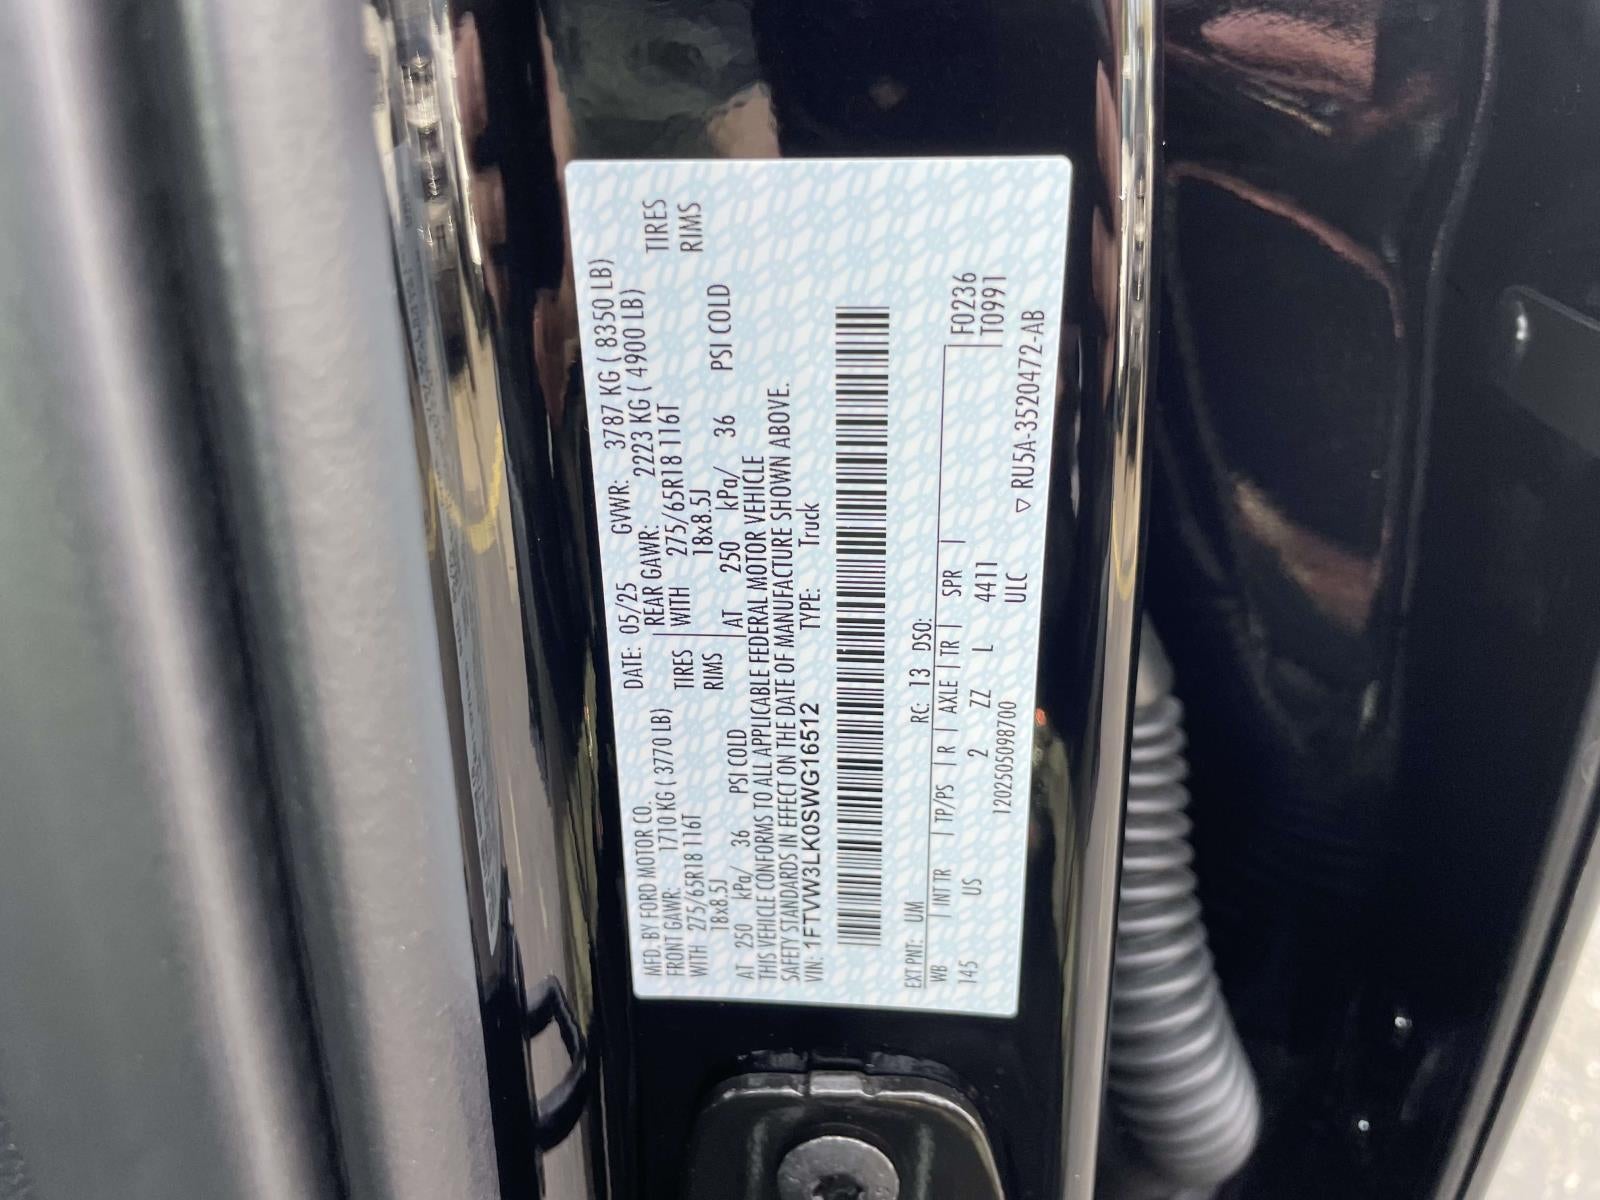 MFD. BY FORD MOTOR CO.
DATE: 05/25 GVWR: 3787 KG ( 8350 LB)
FRONT GAWR: 1710 KG ( 3770 LB) REAR GAWR: 2223 KG ( 4900 LB)
WITH 275/65R18 116T TIRES WITH 275/65R18 116T TIRES
18x8.5J RIMS 18x8.5J RIMS
AT 250 kPa/ 36 PSI COLD AT 250 kPa/ 36 PSI COLD
THIS VEHICLE CONFORMS TO ALL APPLICABLE FEDERAL MOTOR VEHICLE
SAFETY STANDARDS IN EFFECT ON THE DATE OF MANUFACTURE SHOWN ABOVE.
VIN: 1FTVW3LK0SWG16512 TYPE: Truck
EXT PNT: UM RC: 13 DSO:
WB | INT TR | TP/PS | R | AXLE | TR | SPR | F0236
145 US 2 ZZ L 4411 T0991
120250509870​0 ULC
▽ RU5A-3520472-AB